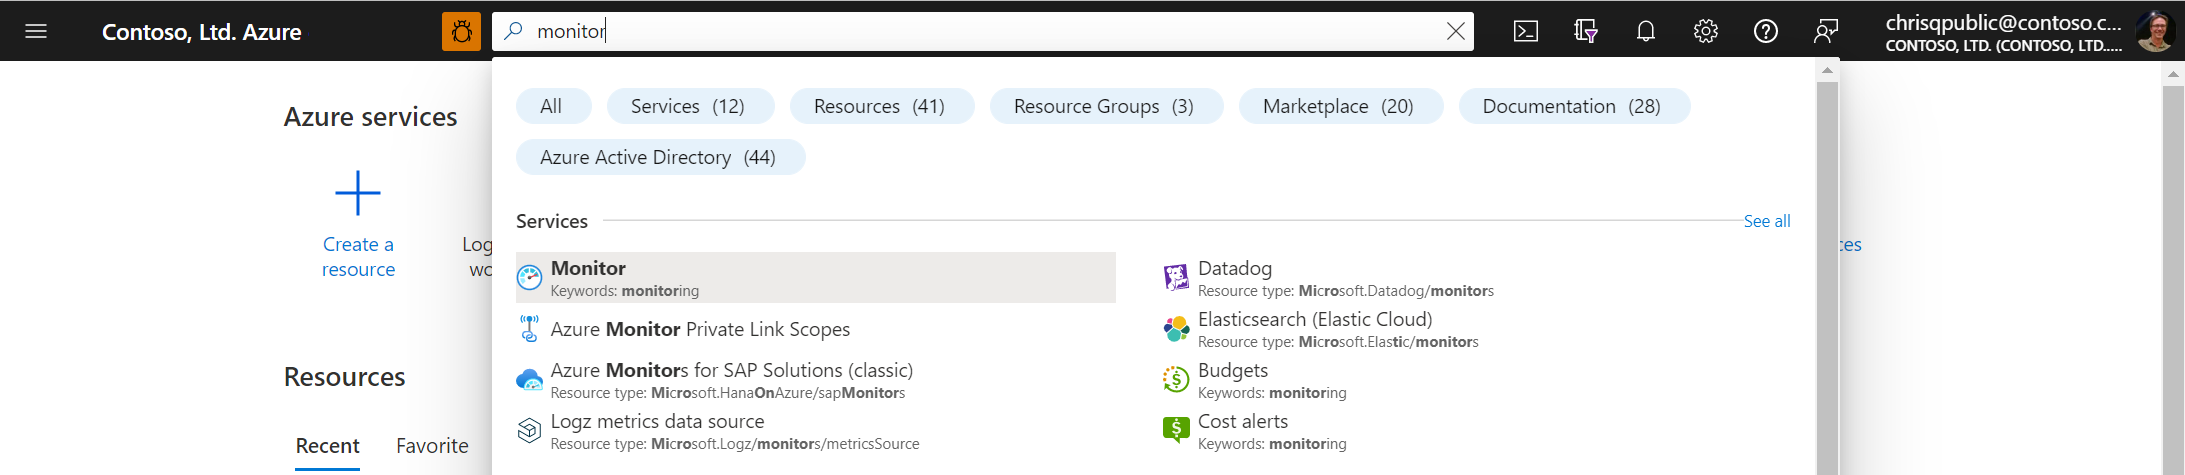 Contoso, Ltd. Azure
monitor
chrisqpublic@contoso.c...
CONTOSO, LTD. (CONTOSO, LTD....
All
Services (12)
Resources (41)
Resource Groups (3)
Marketplace (20)
Documentation (28)
Azure Active Directory (44)
Azure services
Create a
resource
Log
wo
ces
Services
See all
Monitor
Keywords: monitoring
Azure Monitor Private Link Scopes
Azure Monitors for SAP Solutions (classic)
Resource type: Microsoft.HanaOnAzure/sapMonitors
Logz metrics data source
Resource type: Microsoft.Logz/monitors/metricsSource
Datadog
Resource type: Microsoft.Datadog/monitors
Elasticsearch (Elastic Cloud)
Resource type: Microsoft.Elastic/monitors
Budgets
Keywords: monitoring
Cost alerts
Keywords: monitoring
Resources
Recent
Favorite